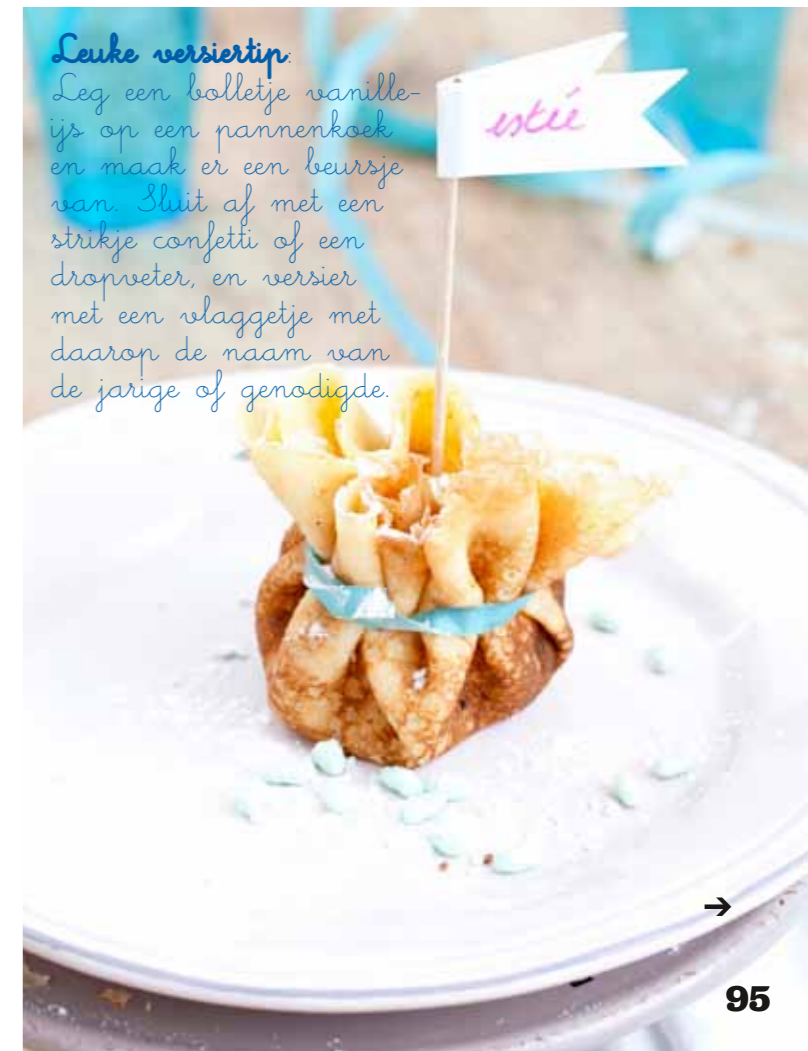 Leuke versiertip:
Leg een bolletje vanille-
ijs op een pannenkoek
en maak er een beursje
van. Sluit af met een
strikje confetti of een
dropveter, en versier
met een vlaggetje met
daarop de naam van
de jarige of genodigde.
esteé
➔
95